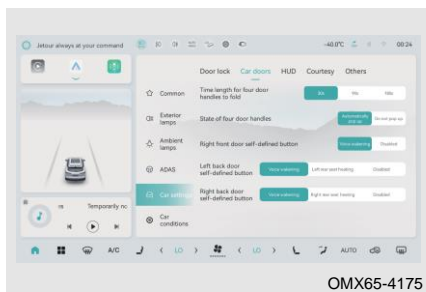 Jetour always at your command
-40.0°C
08:24
Door lock Car doors HUD Courtesy Others
Common
Time length for four door
handles to fold
Exterior
lamps
State of four door handles
Automatically
pop up
Do not pop up
Ambient
lamps
Right front door self-defined button
Voice wakening
Disabled
ADAS
Left back door
self-defined button
Voice wakening
Left rear seat heating
Disabled
Car settings
Right back door
self-defined button
Voice wakening
Right rear seat heating
Disabled
Car
conditions
Temporarily no
A/C
LO
LO
AUTO
OMX65-4175